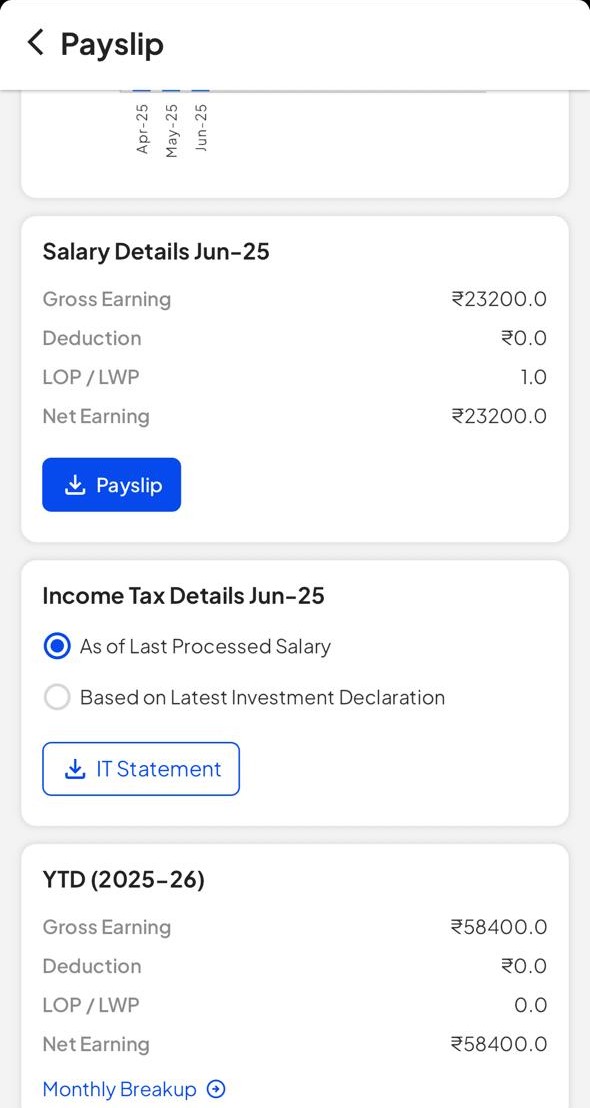 Payslip
Apr-25
May-25
Jun-25
Salary Details Jun-25
Gross Earning ₹23200.0
Deduction ₹0.0
LOP / LWP 1.0
Net Earning ₹23200.0
Payslip
Income Tax Details Jun-25
As of Last Processed Salary
Based on Latest Investment Declaration
IT Statement
YTD (2025-26)
Gross Earning ₹58400.0
Deduction ₹0.0
LOP / LWP 0.0
Net Earning ₹58400.0
Monthly Breakup